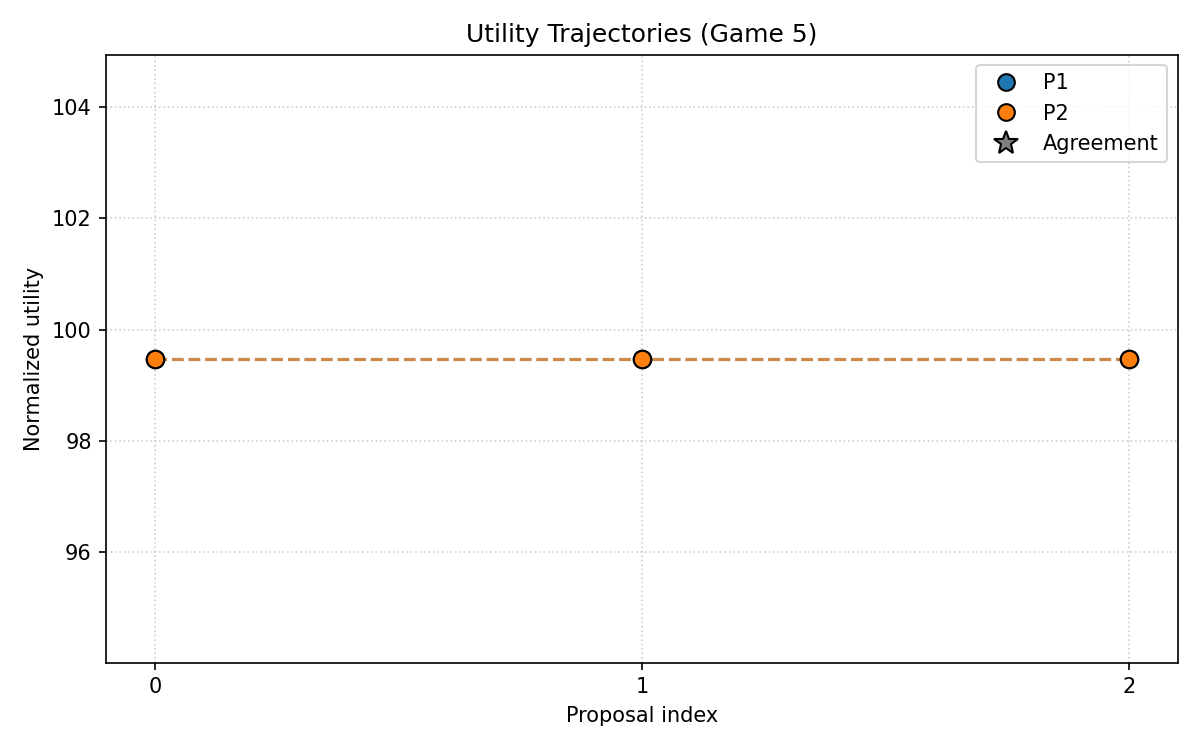 Utility Trajectories (Game 5)
P1
P2
Agreement
Normalized utility
104
102
100
98
96
0 1 2
Proposal index